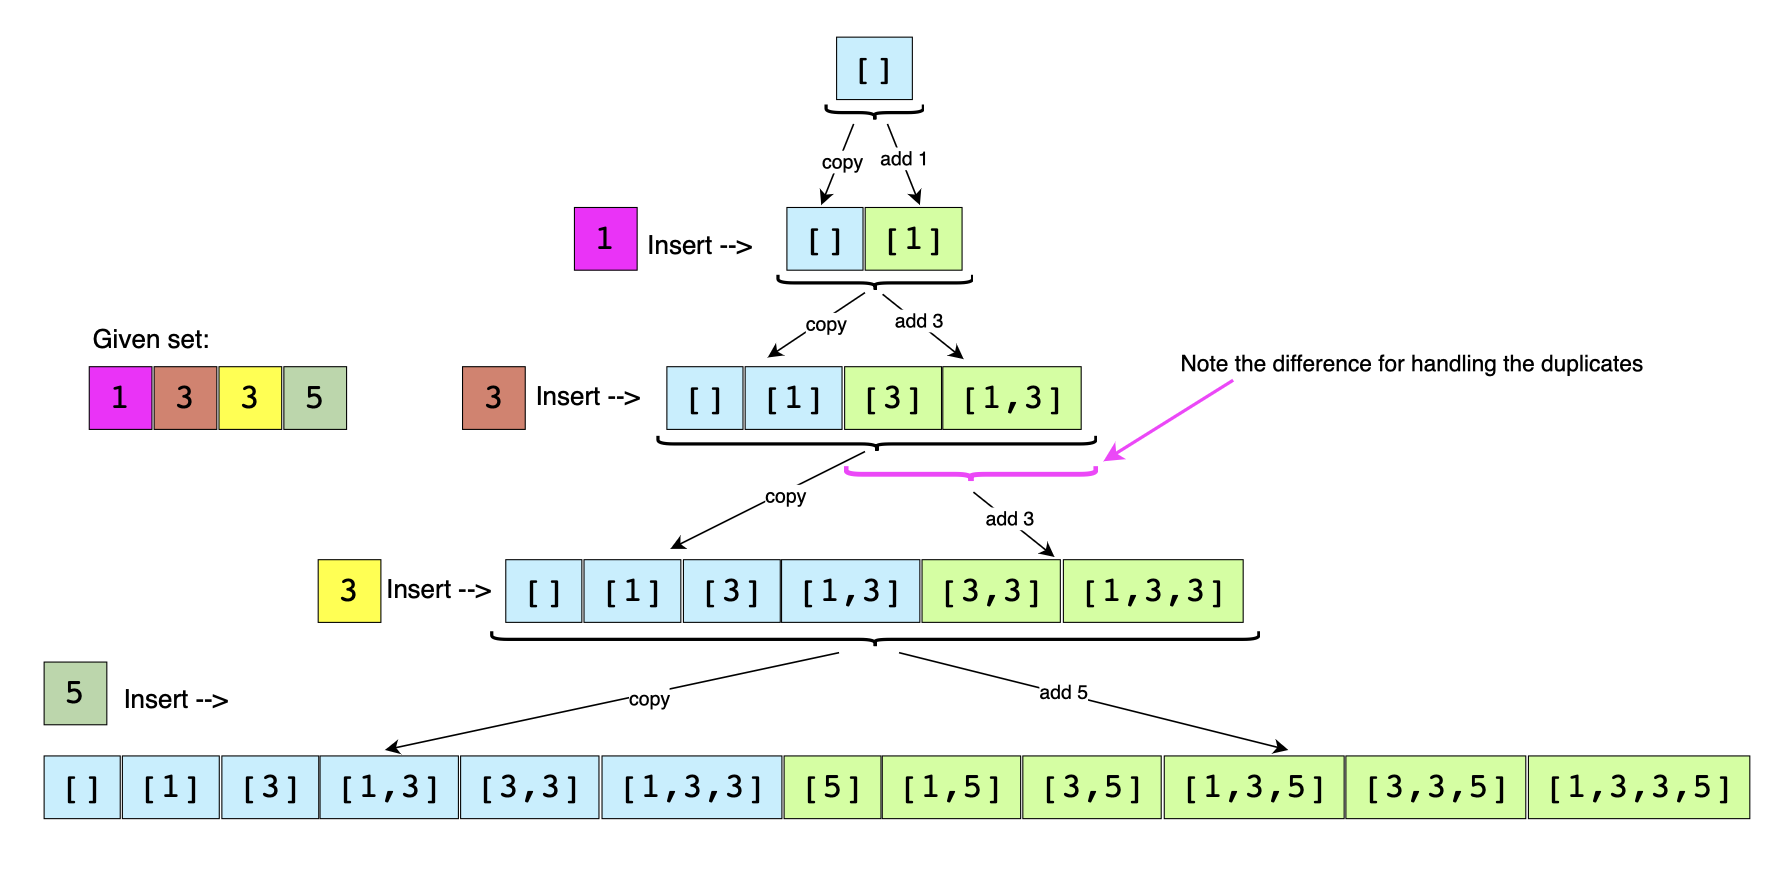 []
copy add 1
1 Insert --> [] [1]
copy add 3
Given set:
1 3 3 5
3 Insert --> [] [1] [3] [1,3]
Note the difference for handling the duplicates
copy add 3
3 Insert --> [] [1] [3] [1,3] [3,3] [1,3,3]
5 Insert -->
copy add 5
[] [1] [3] [1,3] [3,3] [1,3,3] [5] [1,5] [3,5] [1,3,5] [3,3,5] [1,3,3,5]